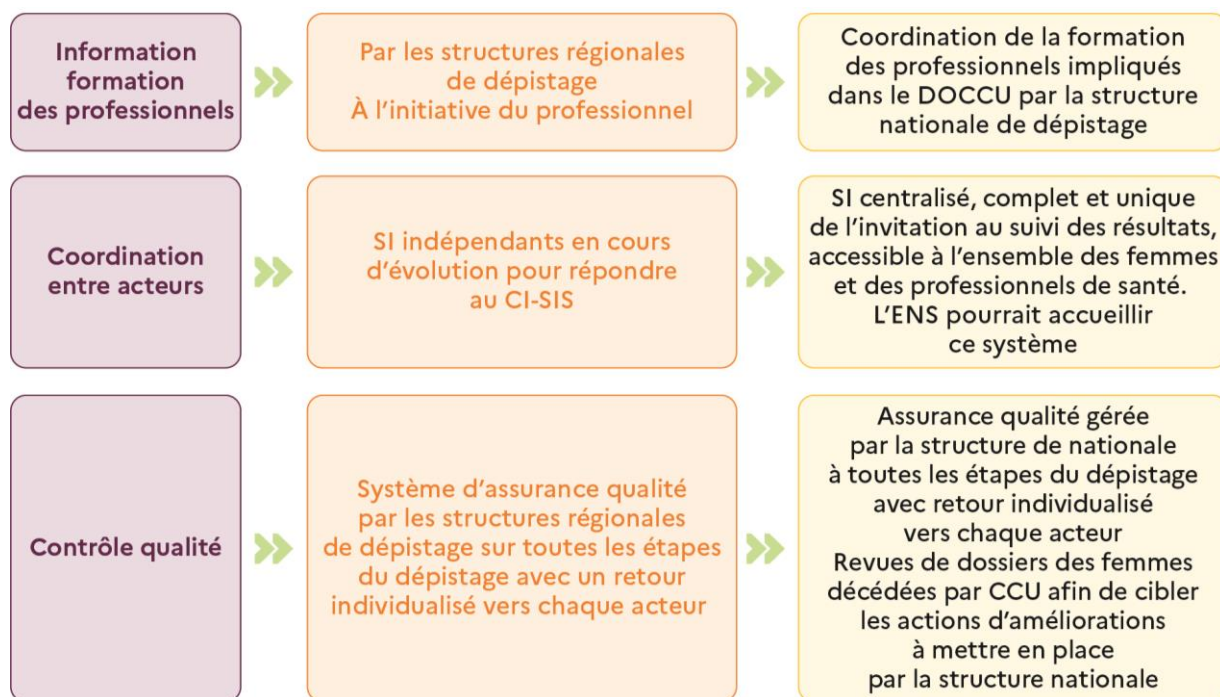 Information
formation
des professionnels
Par les structures régionales
de dépistage
À l’initiative du professionnel
Coordination de la formation
des professionnels impliqués
dans le DOCCU par la structure
nationale de dépistage
Coordination
entre acteurs
SI indépendants en cours
d’évolution pour répondre
au CI-SIS
SI centralisé, complet et unique
de l’invitation au suivi des résultats,
accessible à l’ensemble des femmes
et des professionnels de santé.
L’ENS pourrait accueillir
ce système
Contrôle qualité
Système d’assurance qualité
par les structures régionales
de dépistage sur toutes les étapes
du dépistage avec un retour
individualisé vers chaque acteur
Assurance qualité gérée
par la structure de nationale
à toutes les étapes du dépistage
avec retour individualisé
vers chaque acteur
Revues de dossiers des femmes
décédées par CCU afin de cibler
les actions d’améliorations
à mettre en place
par la structure nationale